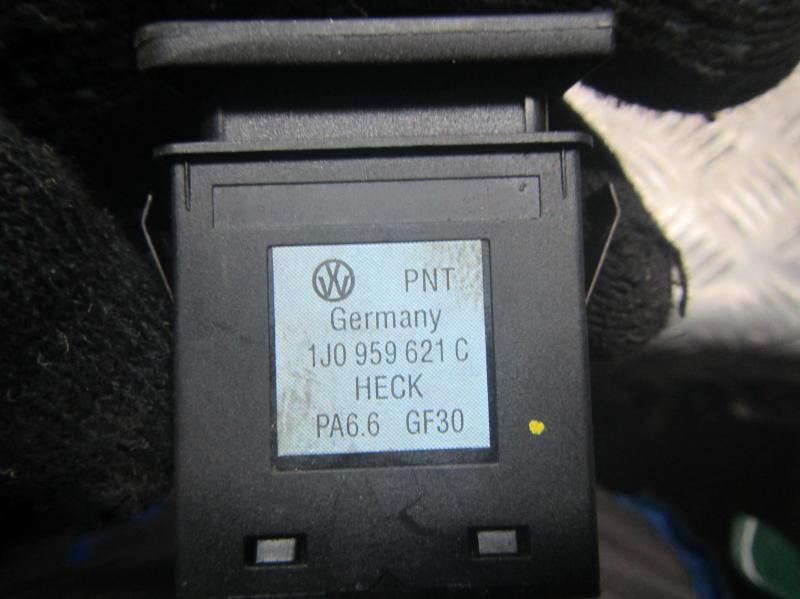 PNT
Germany
1J0 959 621 C
HECK
PA6.6 GF30